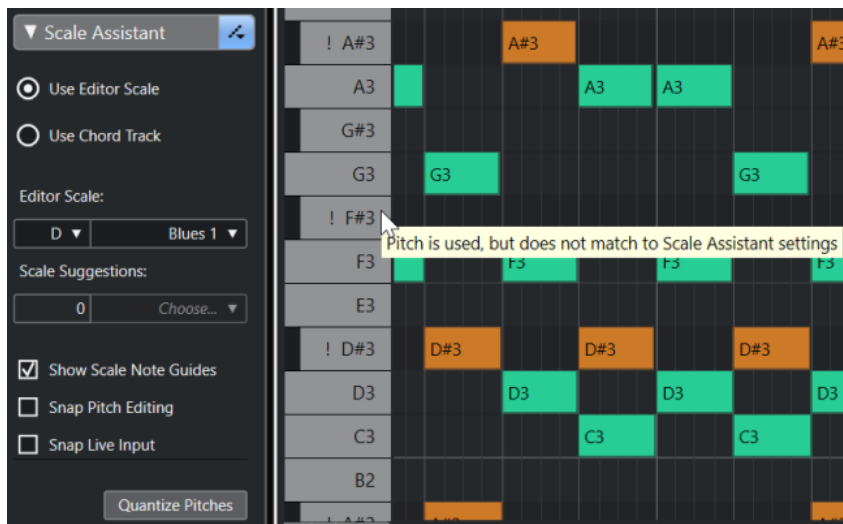 ▼ Scale Assistant
Use Editor Scale
Use Chord Track
Editor Scale:
D ▼ Blues 1 ▼
Scale Suggestions:
0 Choose... ▼
Show Scale Note Guides
Snap Pitch Editing
Snap Live Input
Quantize Pitches
! A#3 A#3 A#3
A3 A3 A3
G#3
G3 G3 G3
! F#3
Pitch is used, but does not match to Scale Assistant settings
F3 F3 F3 F3
E3
! D#3 D#3 D#3 D#3
D3 D3 D3 D3
C3 C3 C3
B2
! A#2 A#2